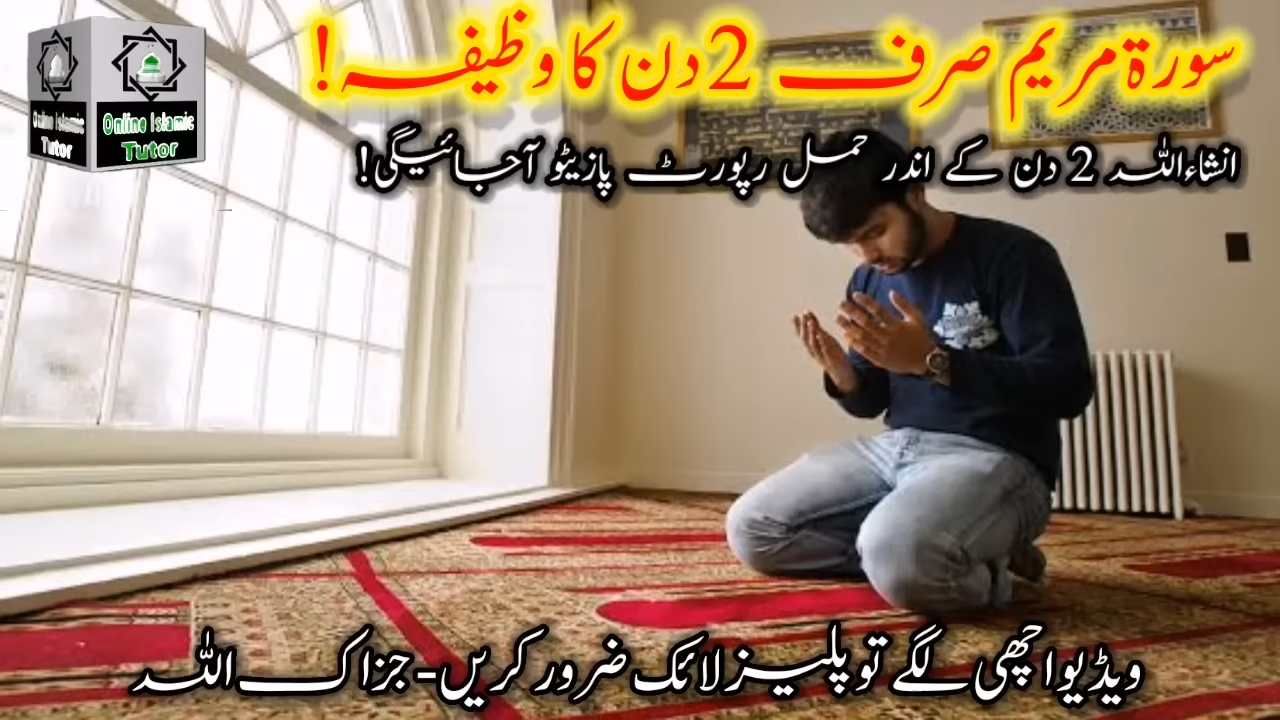 سورۃ مریم صرف 2 دن کا وظیفہ!
انشاءاللہ 2 دن کے اندر حمل رپورٹ پازیٹو آجائیگی!
Online Islamic
Tutor
Online Islamic
Tutor
ویڈیو اچھی لگے تو پلیز لائک ضرور کریں - جزاک اللہ